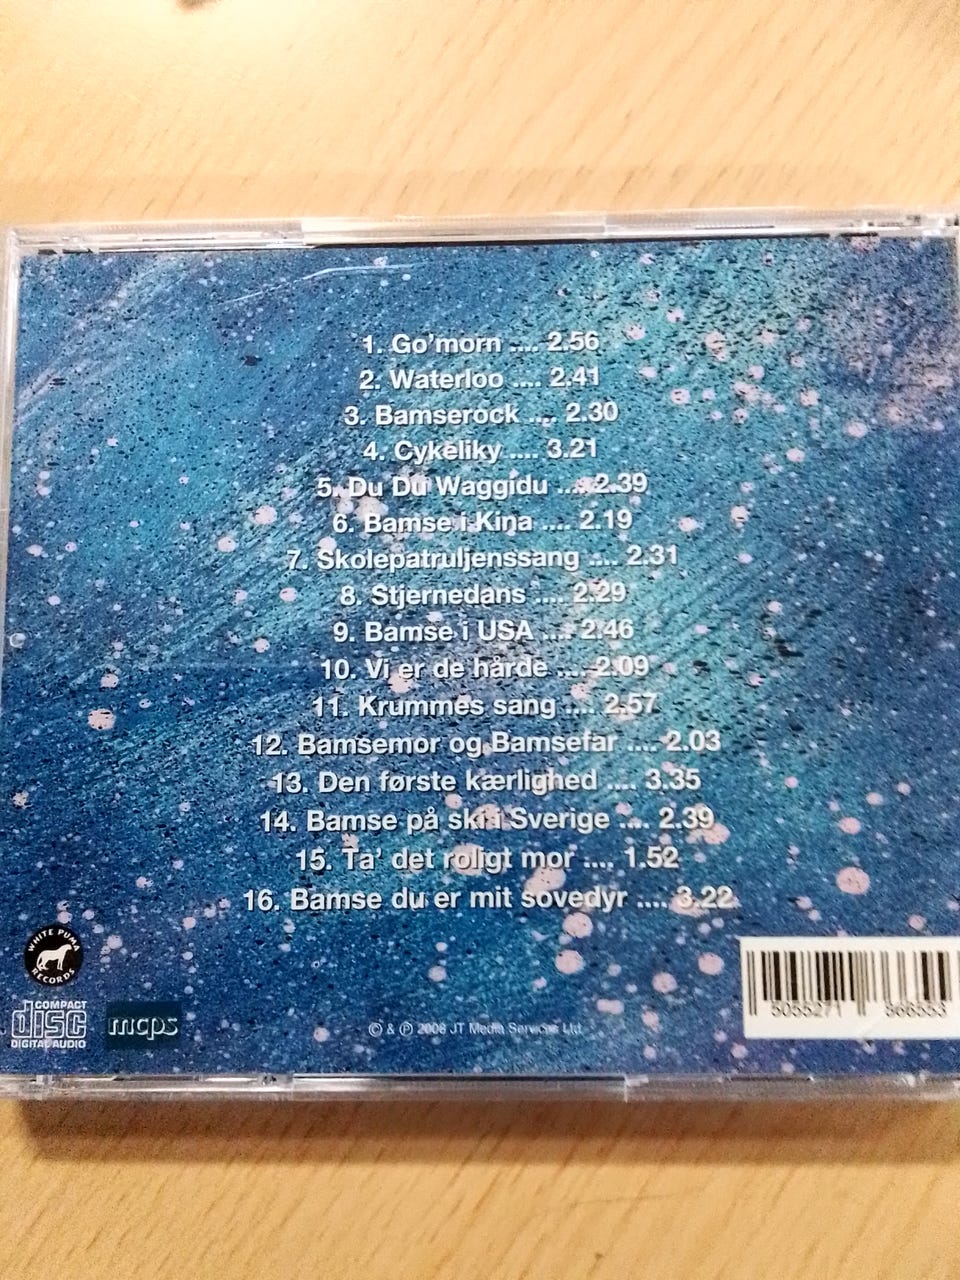 1. Go'morn .... 2.56
2. Waterloo .... 2.41
3. Bamserock .... 2.30
4. Cykeliky .... 3.21
5. Du Du Waggidu .... 2.39
6. Bamse i Kina .... 2.19
7. Skolepatruljenssang .... 2.31
8. Stjernedans .... 2.29
9. Bamse i USA .... 2.46
10. Vi er de hårde .... 2.09
11. Krummes sang .... 2.57
12. Bamsemor og Bamsefar .... 2.03
13. Den første kærlighed .... 3.35
14. Bamse på ski i Sverige .... 2.39
15. Ta' det roligt mor .... 1.52
16. Bamse du er mit sovedyr .... 3.22
WHITE PUMA
RECORDS
COMPACT
disc
DIGITAL AUDIO
mcps
© & ℗ 2008 JT Media Services Ltd
5055271 866553